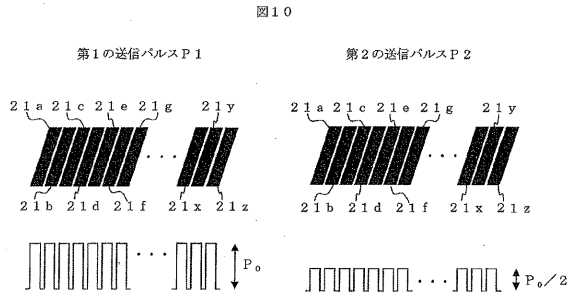 図10
第1の送信パルスP1
第2の送信パルスP2
21a 21c 21e 21g 21y
21a 21c 21e 21g 21y
・・・
・・・
21b 21d 21f 21x 21z
21b 21d 21f 21x 21z
・・・ P₀
・・・ P₀/2